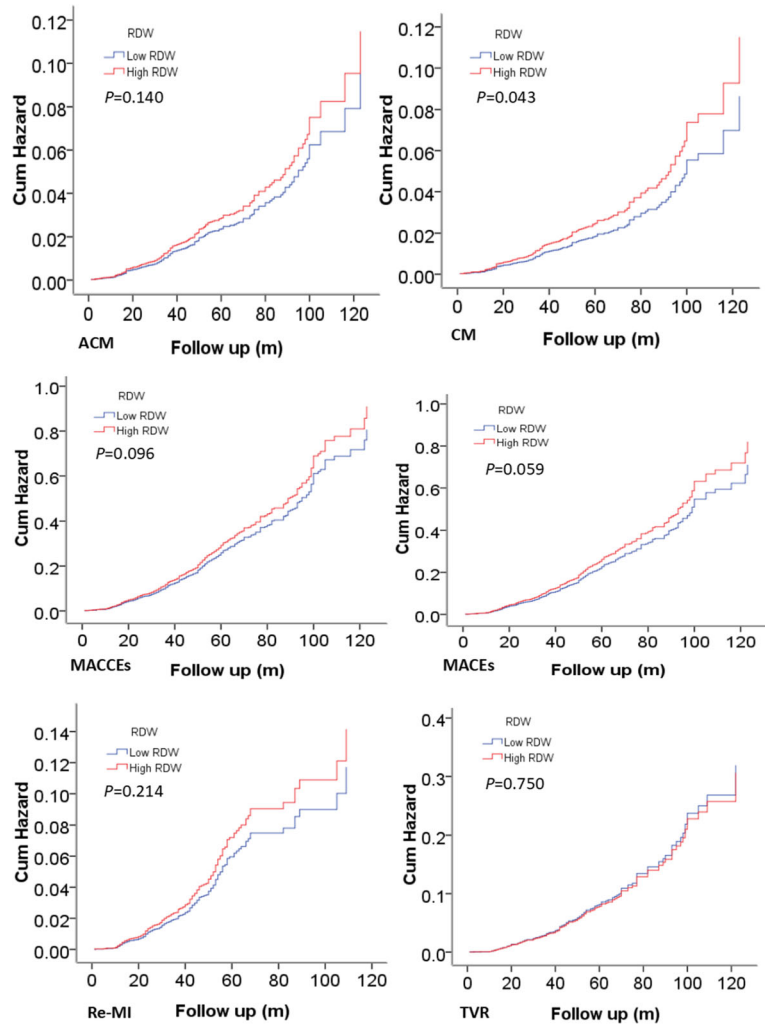 0.12
0.10
0.08
0.06
0.04
0.02
0.00
Cum Hazard
RDW
Low RDW
High RDW
P=0.140
0 20 40 60 80 100 120
ACM Follow up (m)
0.12
0.10
0.08
0.06
0.04
0.02
0.00
Cum Hazard
RDW
Low RDW
High RDW
P=0.043
0 20 40 60 80 100 120
CM Follow up (m)
1.0
0.8
0.6
0.4
0.2
0.0
Cum Hazard
RDW
Low RDW
High RDW
P=0.096
0 20 40 60 80 100 120
MACCEs Follow up (m)
1.0
0.8
0.6
0.4
0.2
0.0
Cum Hazard
RDW
Low RDW
High RDW
P=0.059
0 20 40 60 80 100 120
MACEs Follow up (m)
0.14
0.12
0.10
0.08
0.06
0.04
0.02
0.00
Cum Hazard
RDW
Low RDW
High RDW
P=0.214
0 20 40 60 80 100 120
Re-MI Follow up (m)
0.4
0.3
0.2
0.1
0.0
Cum Hazard
RDW
Low RDW
High RDW
P=0.750
0 20 40 60 80 100 120
TVR Follow up (m)